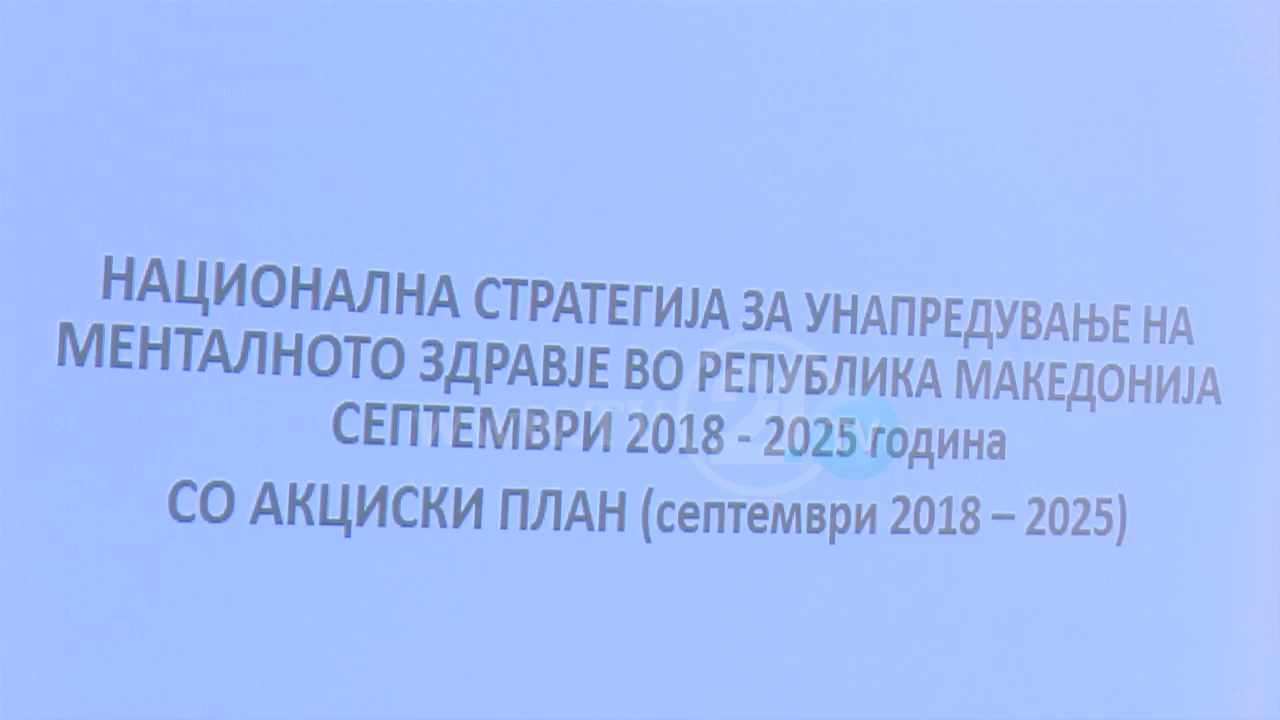 НАЦИОНАЛНА СТРАТЕГИЈА ЗА УНАПРЕДУВАЊЕ НА
МЕНТАЛНОТО ЗДРАВЈЕ ВО РЕПУБЛИКА МАКЕДОНИЈА
СЕПТЕМВРИ 2018 - 2025 година
СО АКЦИСКИ ПЛАН (септември 2018 – 2025)